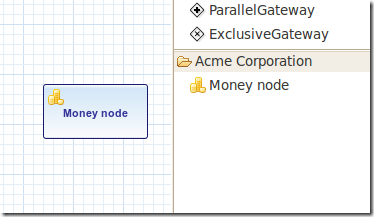 ParallelGateway
ExclusiveGateway
Acme Corporation
Money node
Money node